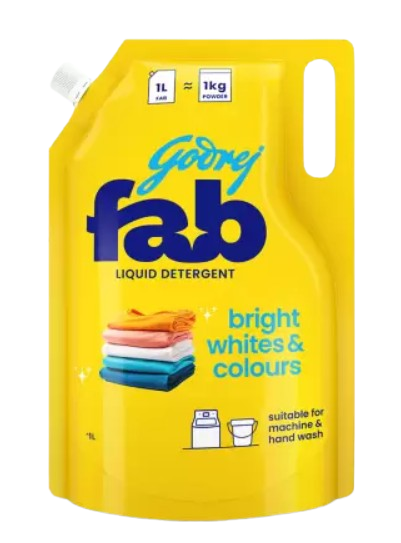 1L ≈ 1kg
FAB POWDER
Godrej
fab
LIQUID DETERGENT
bright
whites &
colours
suitable for
machine &
hand wash
*1L